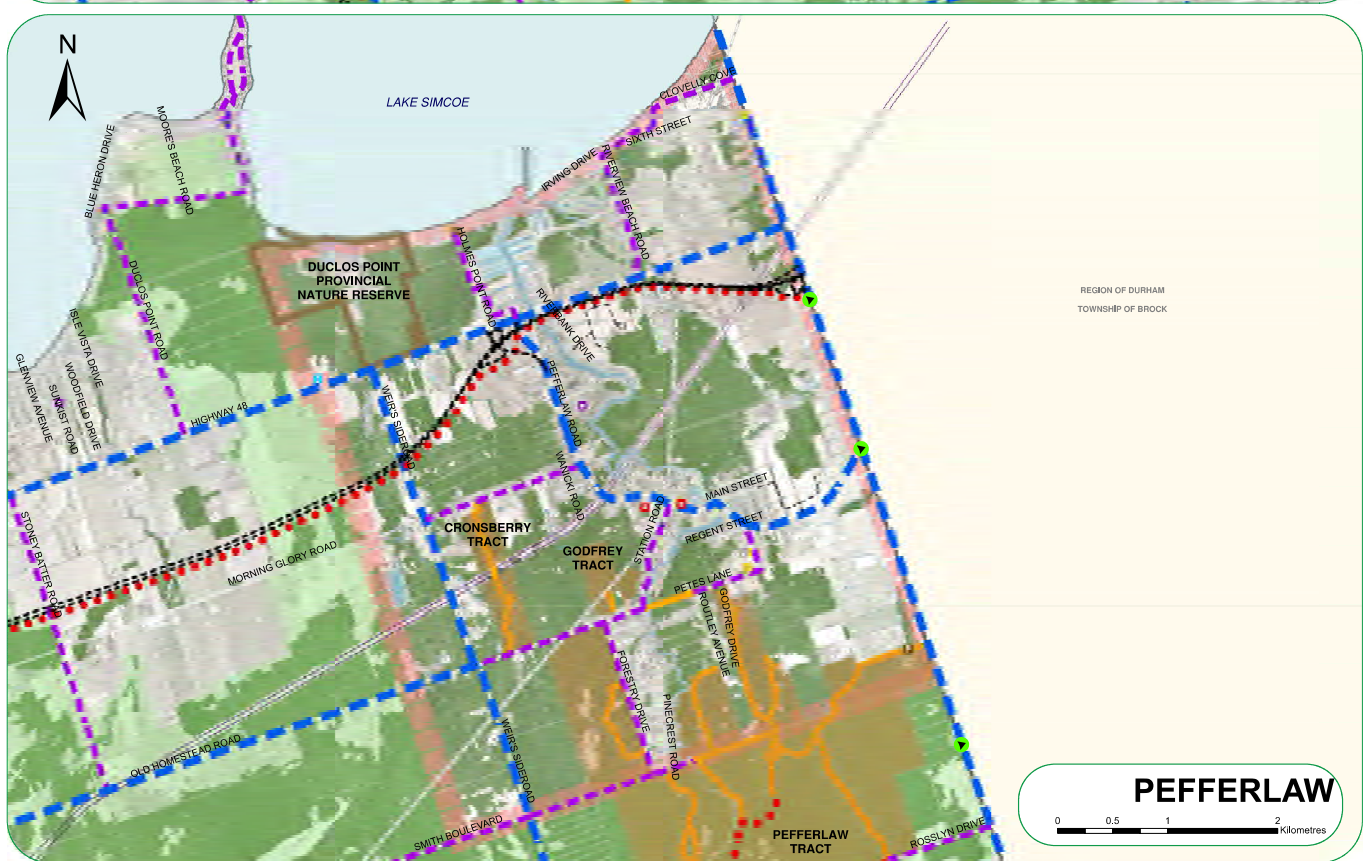 N
LAKE SIMCOE
CLOVELLY COVE
SIXTH STREET
IRVING DRIVE
RIVERVIEW BEACH ROAD
MOORE'S BEACH ROAD
BLUE HERON DRIVE
DUCLOS POINT
PROVINCIAL
NATURE RESERVE
HOLMES POINT ROAD
DUCLOS POINT ROAD
RIVERBANK DRIVE
REGION OF DURHAM
TOWNSHIP OF BROCK
ISLE VISTA DRIVE
WOODFIELD DRIVE
SUNKIST ROAD
GLENVIEW AVENUE
HIGHWAY 48
WEIR'S SIDEROAD
PEFFERLAW ROAD
WANICKI ROAD
MAIN STREET
STATION ROAD
REGENT STREET
CRONSBERRY
TRACT
GODFREY
TRACT
STONEY BATTER ROAD
MORNING GLORY ROAD
PETES LANE
GODFREY DRIVE
ROUTLEY AVENUE
FORESTRY DRIVE
PINECREST ROAD
OLD HOMESTEAD ROAD
WEIR'S SIDEROAD
SMITH BOULEVARD
PEFFERLAW
TRACT
ROSSLYN DRIVE
PEFFERLAW
0 0.5 1 2
Kilometres